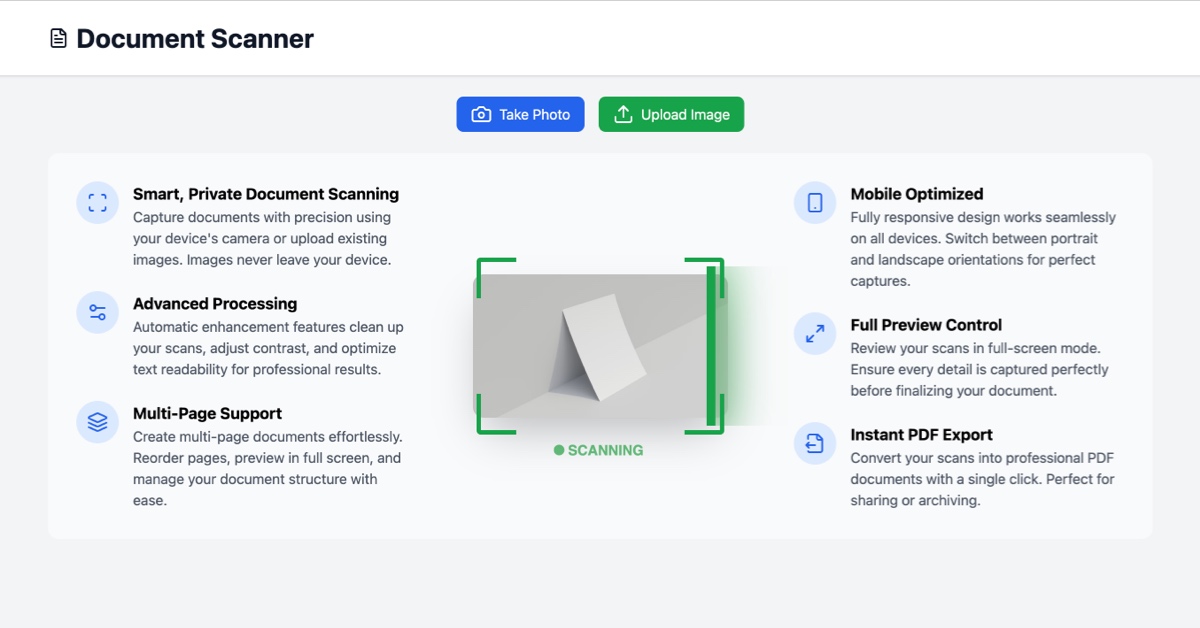 Document Scanner
Take Photo
Upload Image
Smart, Private Document Scanning
Capture documents with precision using
your device's camera or upload existing
images. Images never leave your device.
Advanced Processing
Automatic enhancement features clean up
your scans, adjust contrast, and optimize
text readability for professional results.
Multi-Page Support
Create multi-page documents effortlessly.
Reorder pages, preview in full screen, and
manage your document structure with
ease.
SCANNING
Mobile Optimized
Fully responsive design works seamlessly
on all devices. Switch between portrait
and landscape orientations for perfect
captures.
Full Preview Control
Review your scans in full-screen mode.
Ensure every detail is captured perfectly
before finalizing your document.
Instant PDF Export
Convert your scans into professional PDF
documents with a single click. Perfect for
sharing or archiving.